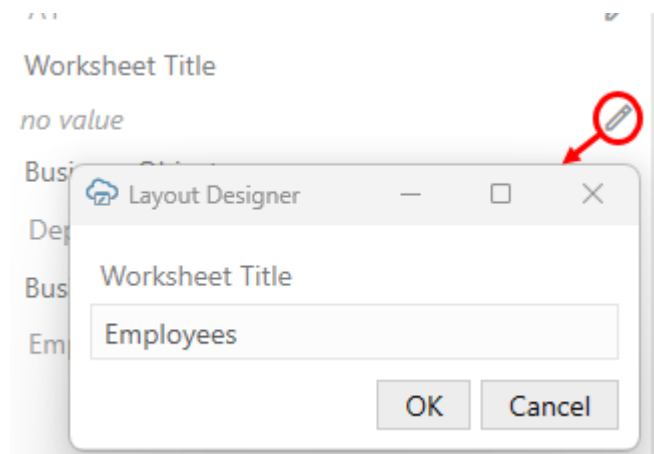 Worksheet Title
no value
Layout Designer
Worksheet Title
Employees
OK Cancel